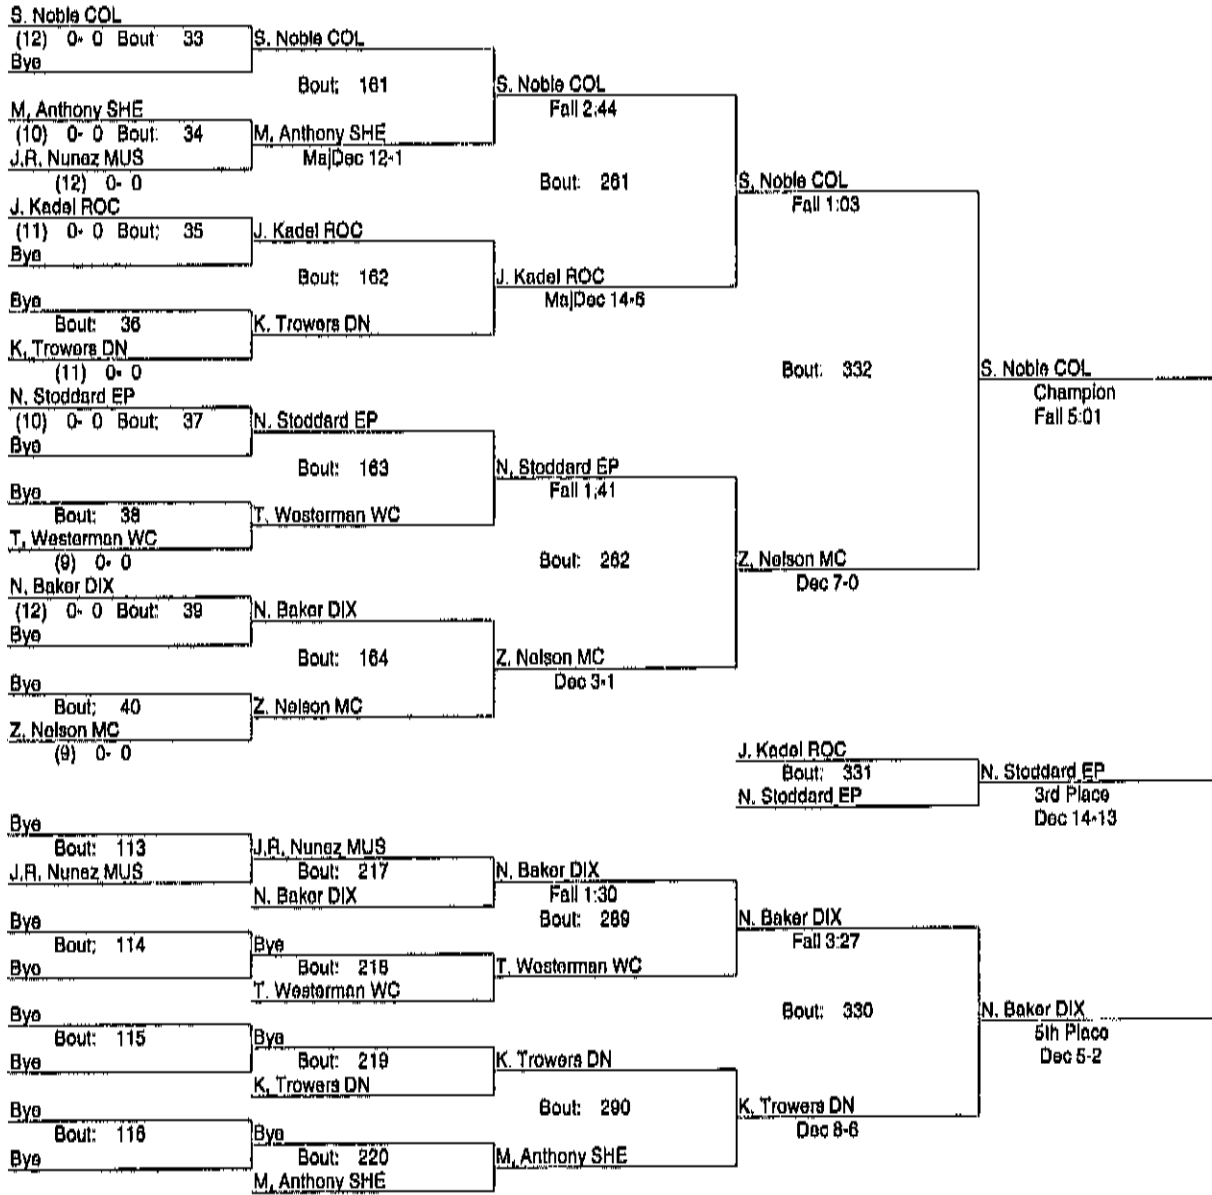 S. Noble COL
(12) 0- 0 Bout: 33
Bye
S. Noble COL
Bout: 161
M. Anthony SHE
(10) 0- 0 Bout: 34
J.R. Nunez MUS
(12) 0- 0
M. Anthony SHE
MajDec 12-1
S. Noble COL
Fall 2:44
Bout: 261
J. Kadel ROC
(11) 0- 0 Bout: 35
Bye
J. Kadel ROC
Bout: 162
Bye
Bout: 36
K. Trowers DN
(11) 0- 0
K. Trowers DN
J. Kadel ROC
MajDec 14-6
S. Noble COL
Fall 1:03
Bout: 332
S. Noble COL
Champion
Fall 5:01
N. Stoddard EP
(10) 0- 0 Bout: 37
Bye
N. Stoddard EP
Bout: 163
Bye
Bout: 38
T. Westerman WC
(9) 0- 0
T. Westerman WC
N. Stoddard EP
Fall 1:41
Bout: 262
N. Baker DIX
(12) 0- 0 Bout: 39
Bye
N. Baker DIX
Bout: 164
Bye
Bout: 40
Z. Nelson MC
(9) 0- 0
Z. Nelson MC
Z. Nelson MC
Dec 3-1
Z. Nelson MC
Dec 7-0
J. Kadel ROC
Bout: 331
N. Stoddard EP
N. Stoddard EP
3rd Place
Dec 14-13
Bye
Bout: 113
J.R. Nunez MUS
J.R. Nunez MUS
Bout: 217
N. Baker DIX
N. Baker DIX
Fall 1:30
Bout: 289
Bye
Bout: 114
Bye
Bye
Bout: 218
T. Westerman WC
T. Westerman WC
N. Baker DIX
Fall 3:27
Bout: 330
N. Baker DIX
5th Place
Dec 5-2
Bye
Bout: 115
Bye
Bye
Bout: 219
K. Trowers DN
K. Trowers DN
Bout: 290
Bye
Bout: 116
Bye
Bye
Bout: 220
M. Anthony SHE
M. Anthony SHE
K. Trowers DN
Dec 8-6